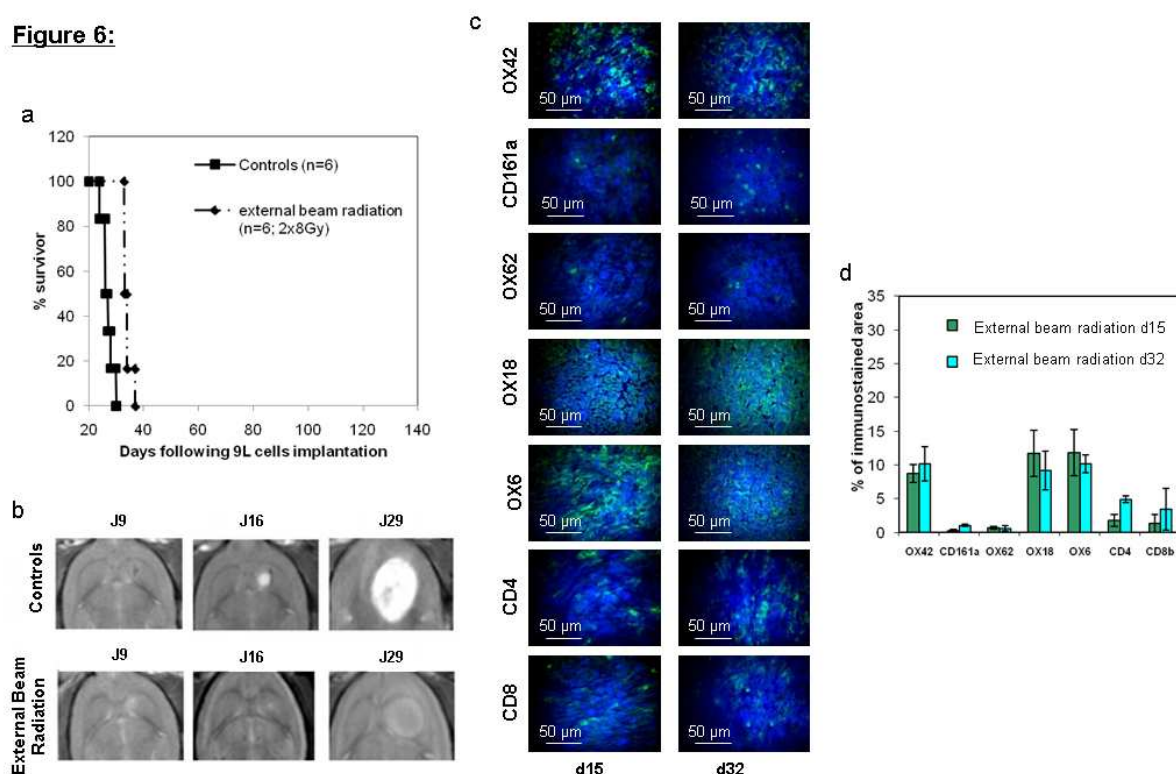 Figure 6:
a
% survivor
120
100
80
60
40
20
0
Controls (n=6)
external beam radiation
(n=6; 2x8Gy)
20 40 60 80 100 120 140
Days following 9L cells implantation
b
Controls
J9 J16 J29
External Beam
Radiation
J9 J16 J29
c
OX42
50 µm 50 µm
CD161a
50 µm 50 µm
OX62
50 µm 50 µm
OX18
50 µm 50 µm
OX6
50 µm 50 µm
CD4
50 µm 50 µm
CD8
50 µm 50 µm
d15 d32
d
% of immunostained area
35
30
25
20
15
10
5
0
External beam radiation d15
External beam radiation d32
OX42 CD161a OX62 OX18 OX6 CD4 CD8b